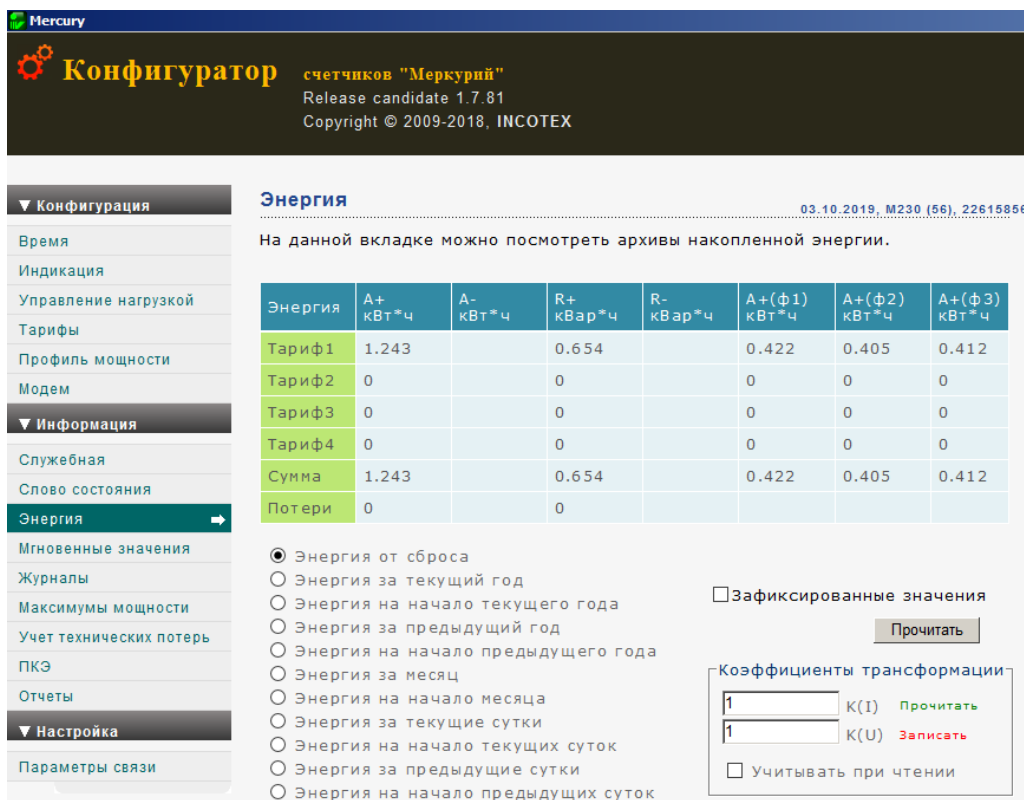 Mercury
Конфигуратор счетчиков "Меркурий"
Release candidate 1.7.81
Copyright © 2009-2018, INCOTEX
▼ Конфигурация
Время
Индикация
Управление нагрузкой
Тарифы
Профиль мощности
Модем
▼ Информация
Служебная
Слово состояния
Энергия
Мгновенные значения
Журналы
Максимумы мощности
Учет технических потерь
ПКЭ
Отчеты
▼ Настройка
Параметры связи
Энергия
03.10.2019, M230 (56), 22615856
На данной вкладке можно посмотреть архивы накопленной энергии.
Энергия A+ кВт*ч A- кВт*ч R+ кВар*ч R- кВар*ч A+(ф1) кВт*ч A+(ф2) кВт*ч A+(ф3) кВт*ч
Тариф1 1.243 0.654 0.422 0.405 0.412
Тариф2 0 0 0 0 0
Тариф3 0 0 0 0 0
Тариф4 0 0 0 0 0
Сумма 1.243 0.654 0.422 0.405 0.412
Потери 0 0
Энергия от сброса
Энергия за текущий год
Энергия на начало текущего года
Энергия за предыдущий год
Энергия на начало предыдущего года
Энергия за месяц
Энергия на начало месяца
Энергия за текущие сутки
Энергия на начало текущих суток
Энергия за предыдущие сутки
Энергия на начало предыдущих суток
Зафиксированные значения
Прочитать
Коэффициенты трансформации
1 K(I) Прочитать
1 K(U) Записать
Учитывать при чтении